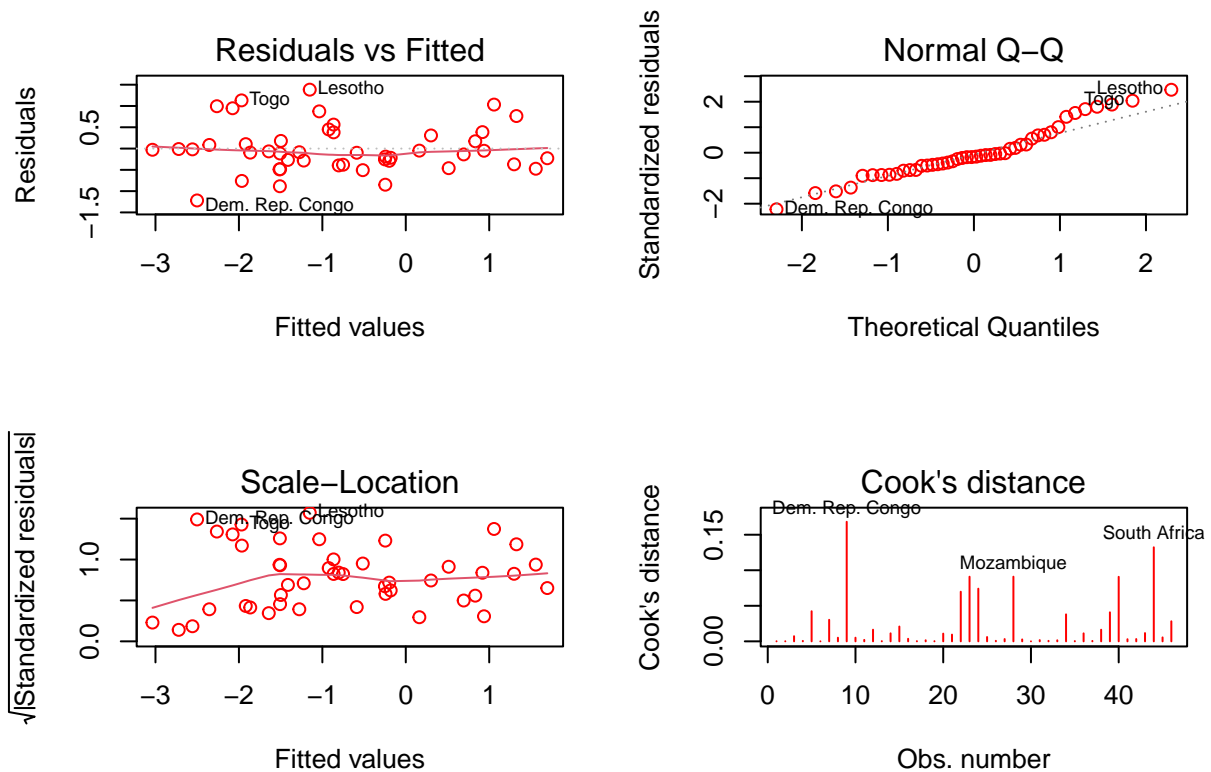 Residuals vs Fitted
Residuals
0.5
−1.5
Togo
Lesotho
Dem. Rep. Congo
−3 −2 −1 0 1
Fitted values
Normal Q−Q
Standardized residuals
2
0
−2
Lesotho
Togo
Dem. Rep. Congo
−2 −1 0 1 2
Theoretical Quantiles
Scale−Location
√|Standardized residuals|
1.0
0.0
Dem. Rep. Congo
Togo
Lesotho
−3 −2 −1 0 1
Fitted values
Cook's distance
Cook's distance
0.15
0.00
Dem. Rep. Congo
South Africa
Mozambique
0 10 20 30 40
Obs. number